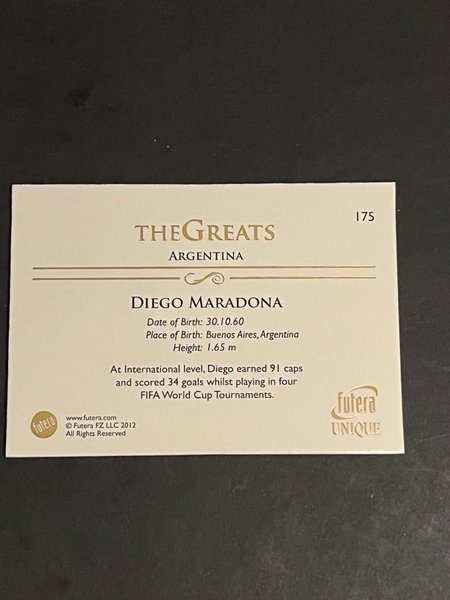 175
THEGREATS
ARGENTINA
DIEGO MARADONA
Date of Birth: 30.10.60
Place of Birth: Buenos Aires, Argentina
Height: 1.65 m
At International level, Diego earned 91 caps
and scored 34 goals whilst playing in four
FIFA World Cup Tournaments.
futera
www.futera.com
© Futera FZ LLC 2012
All Rights Reserved
futera
UNIQUE